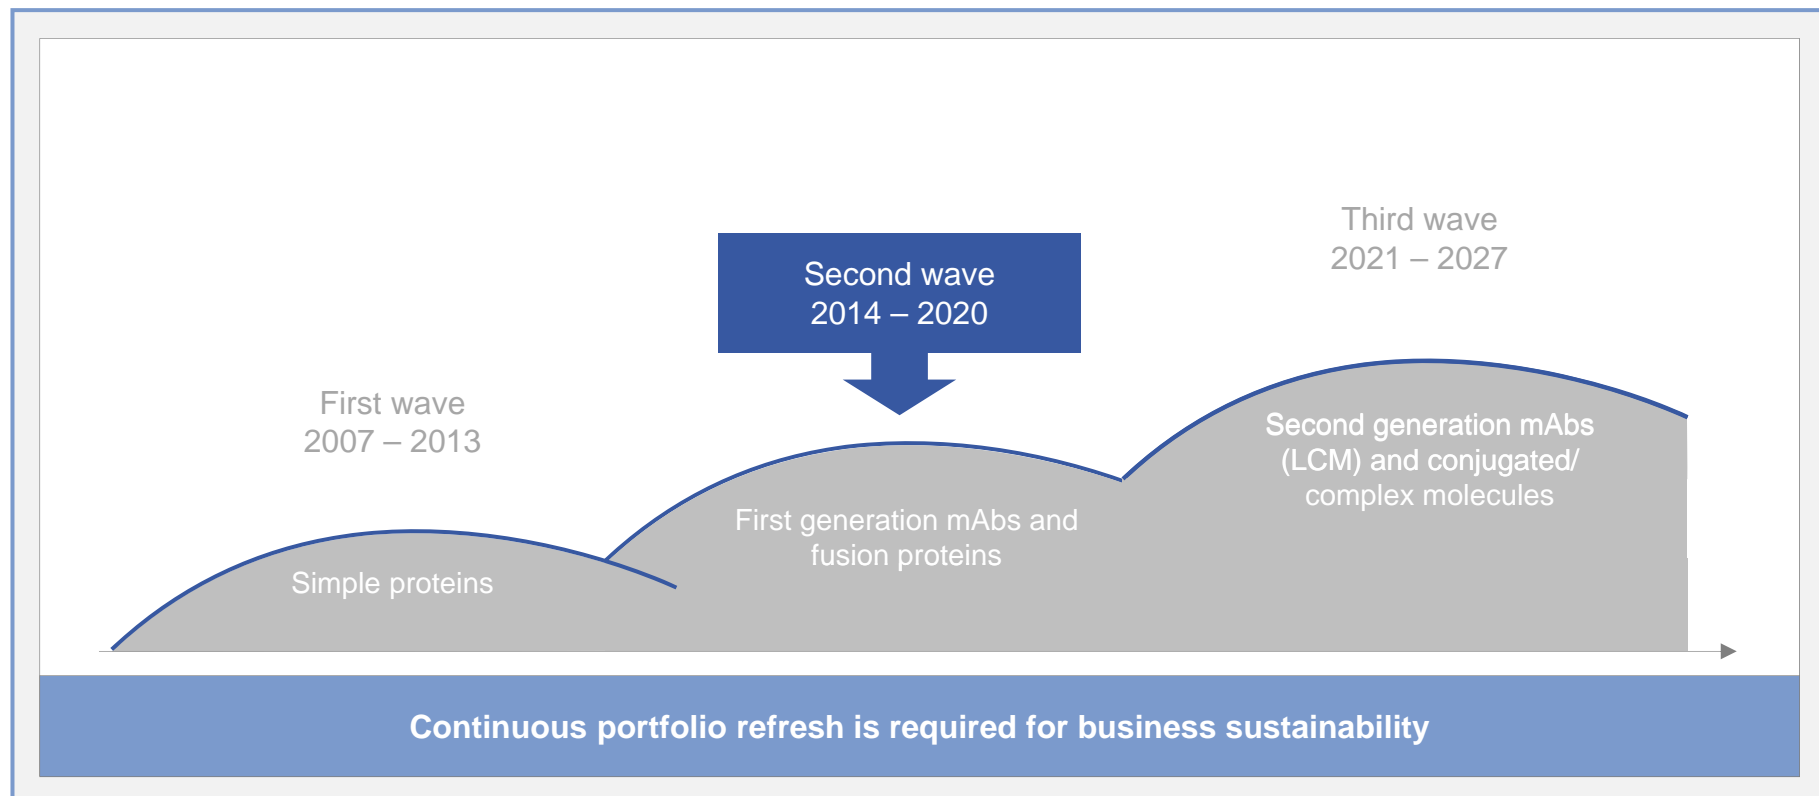 First wave
2007 – 2013
Simple proteins
Second wave
2014 – 2020
First generation mAbs and
fusion proteins
Third wave
2021 – 2027
Second generation mAbs
(LCM) and conjugated/
complex molecules
Continuous portfolio refresh is required for business sustainability